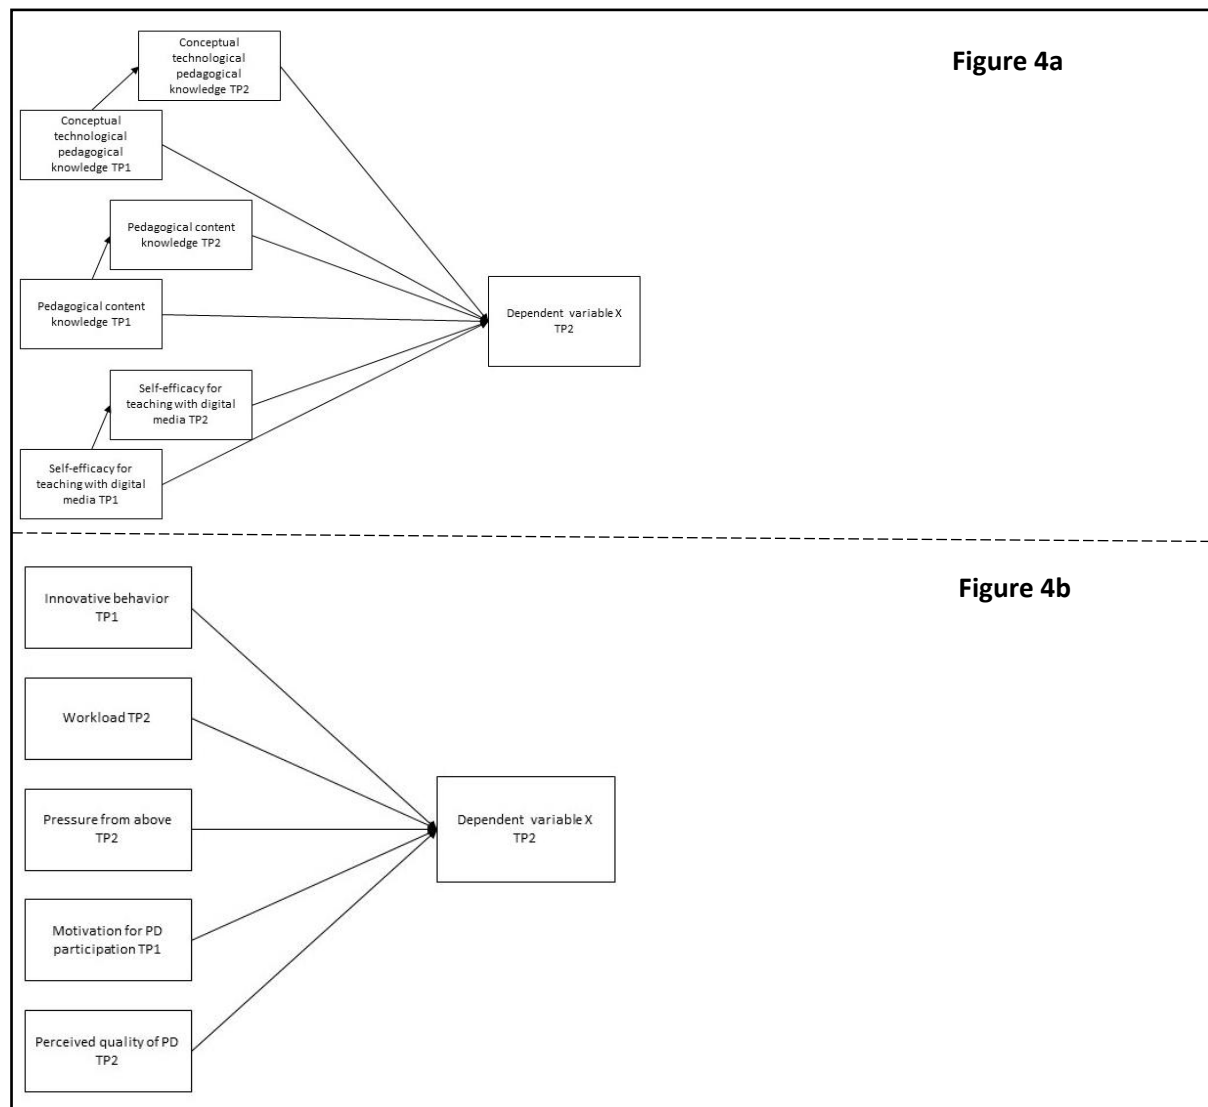 Figure 4a
Conceptual
technological
pedagogical
knowledge TP2
Conceptual
technological
pedagogical
knowledge TP1
Pedagogical content
knowledge TP2
Pedagogical content
knowledge TP1
Dependent variable X
TP2
Self-efficacy for
teaching with digital
media TP2
Self-efficacy for
teaching with digital
media TP1
Figure 4b
Innovative behavior
TP1
Workload TP2
Pressure from above
TP2
Dependent variable X
TP2
Motivation for PD
participation TP1
Perceived quality of PD
TP2